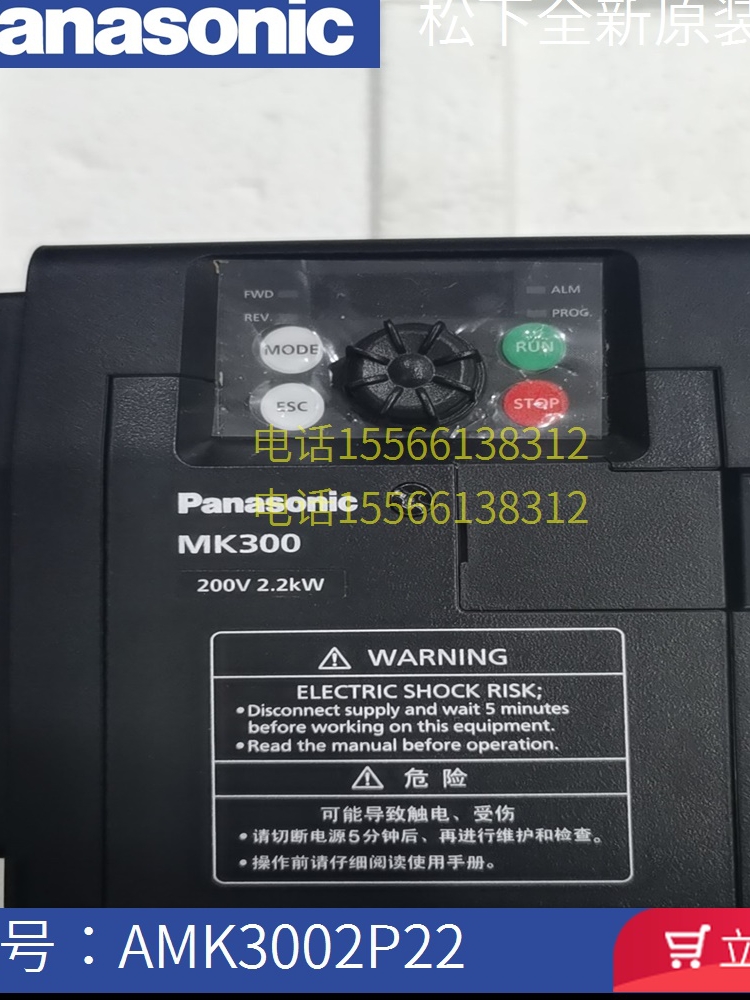 anasonic
松下全新原装
FWD
ALM
REV.
PROG.
MODE
RUN
ESC
STOP
电话15566138312
电话15566138312
Panasonic
MK300
200V 2.2kW
WARNING
ELECTRIC SHOCK RISK;
•Disconnect supply and wait 5 minutes
before working on this equipment.
•Read the manual before operation.
危 险
可能导致触电、受伤
•请切断电源5分钟后、再进行维护和检查。
•操作前请仔细阅读使用手册。
号：AMK3002P22
立